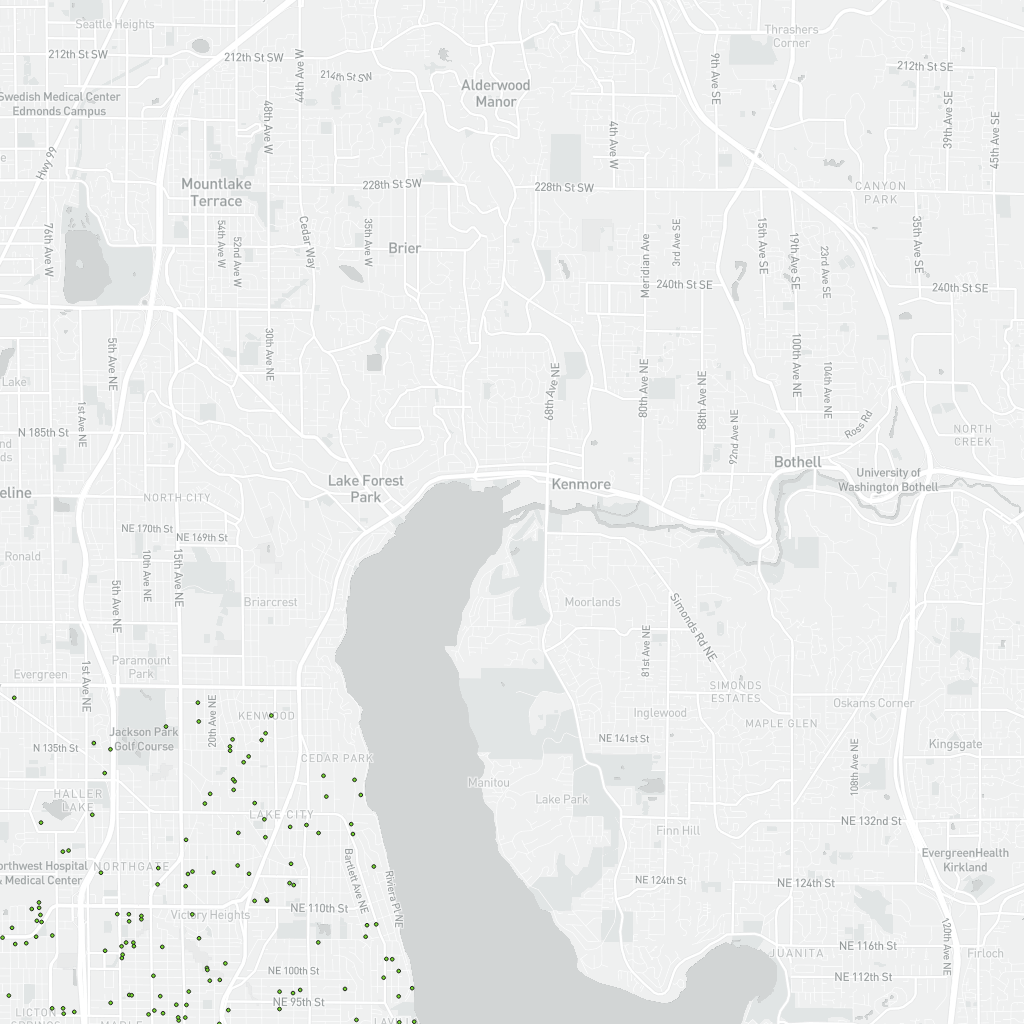 Seattle Heights
Thrashers
Corner
212th St SW
212th St SW
44th Ave W
214th St SW
9th Ave SE
212th St SE
Alderwood
Manor
Swedish Medical Center
Edmonds Campus
48th Ave W
4th Ave W
39th Ave SE
45th Ave SE
Hwy 99
Mountlake
Terrace
228th St SW
228th St SW
CANYON
PARK
76th Ave W
54th Ave W
52nd Ave W
Cedar Way
35th Ave W
Brier
Meridian Ave
3rd Ave SE
15th Ave SE
19th Ave SE
23rd Ave SE
35th Ave SE
240th St SE
240th St SE
5th Ave NE
30th Ave NE
100th Ave NE
104th Ave NE
Lake
1st Ave NE
68th Ave NE
80th Ave NE
88th Ave NE
92nd Ave NE
Ross Rd
N 185th St
NORTH
CREEK
nd
ds
Bothell
Lake Forest
Park
Kenmore
University of
Washington Bothell
eline
NORTH CITY
NE 170th St
NE 169th St
Ronald
10th Ave NE
15th Ave NE
5th Ave NE
Briarcrest
Moorlands
Simonds Rd NE
81st Ave NE
Paramount
Park
Evergreen
1st Ave NE
20th Ave NE
SIMONDS
ESTATES
KENWOOD
Inglewood
Oskams Corner
MAPLE GLEN
N 135th St
Jackson Park
Golf Course
NE 141st St
Kingsgate
CEDAR PARK
108th Ave NE
Manitou
HALLER
LAKE
Lake Park
LAKE CITY
NE 132nd St
Finn Hill
orthwest Hospital
& Medical Center
NORTHGATE
Bartlett Ave NE
Riviera Pl NE
EvergreenHealth
Kirkland
NE 124th St
NE 124th St
Victory Heights
NE 110th St
120th Ave NE
NE 116th St
JUANITA
Firloch
NE 100th St
NE 112th St
NE 95th St
LICTON
SPRINGS
MAPLE